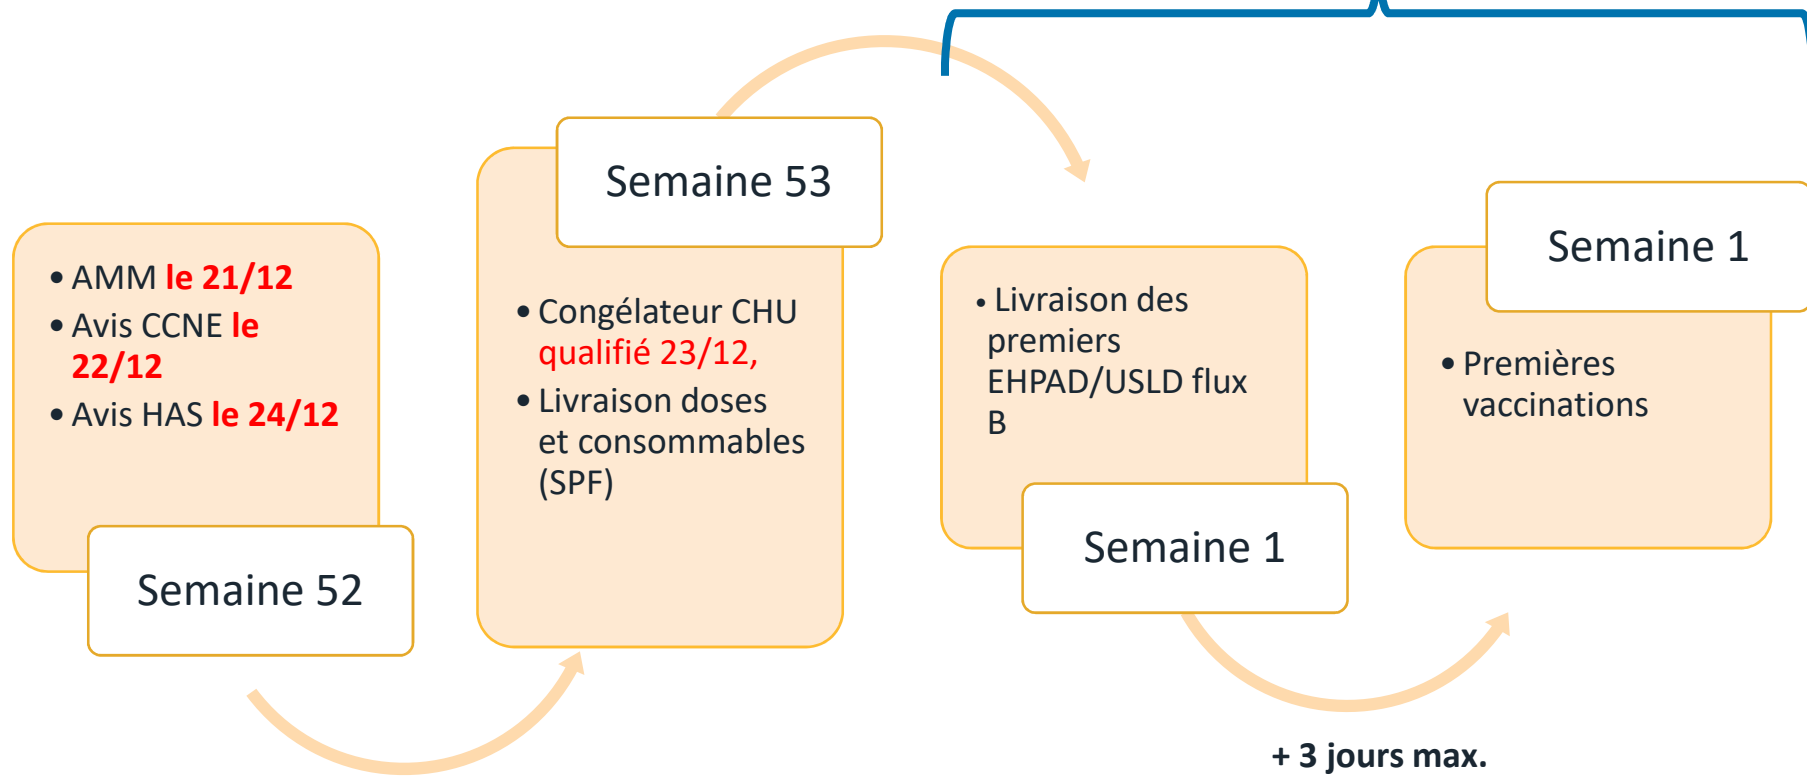 • AMM le 21/12
• Avis CCNE le
22/12
• Avis HAS le 24/12
Semaine 52
Semaine 53
• Congélateur CHU
qualifié 23/12,
• Livraison doses
et consommables
(SPF)
• Livraison des
premiers
EHPAD/USLD flux
B
Semaine 1
Semaine 1
• Premières
vaccinations
+ 3 jours max.